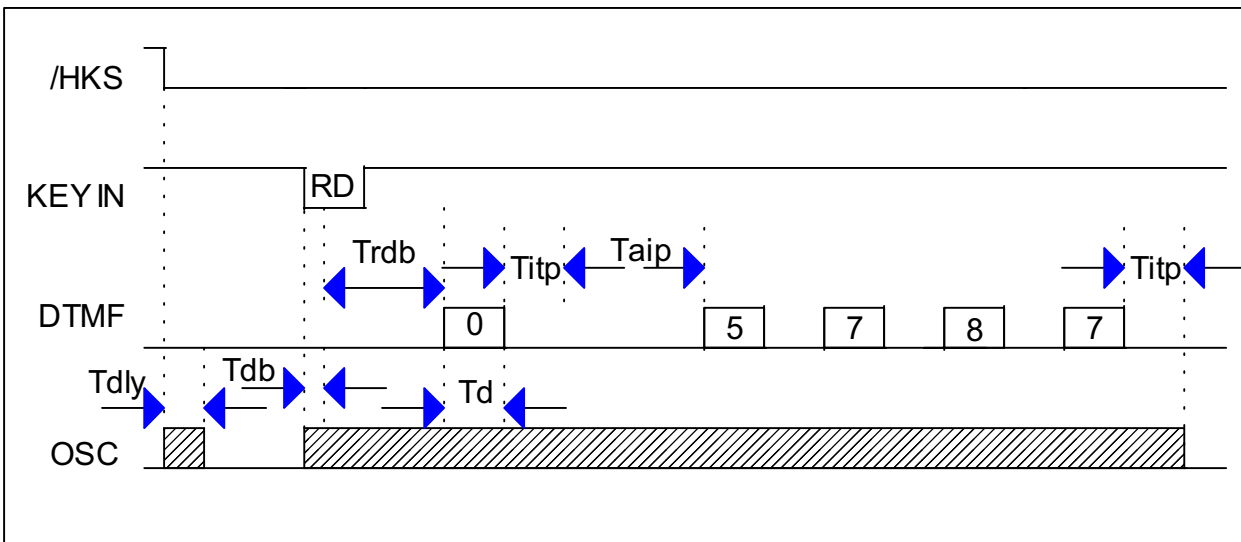 /HKS
KEY IN
RD
Trdb
Titp
Taip
Titp
DTMF
0
5
7
8
7
Tdly
Tdb
Td
OSC